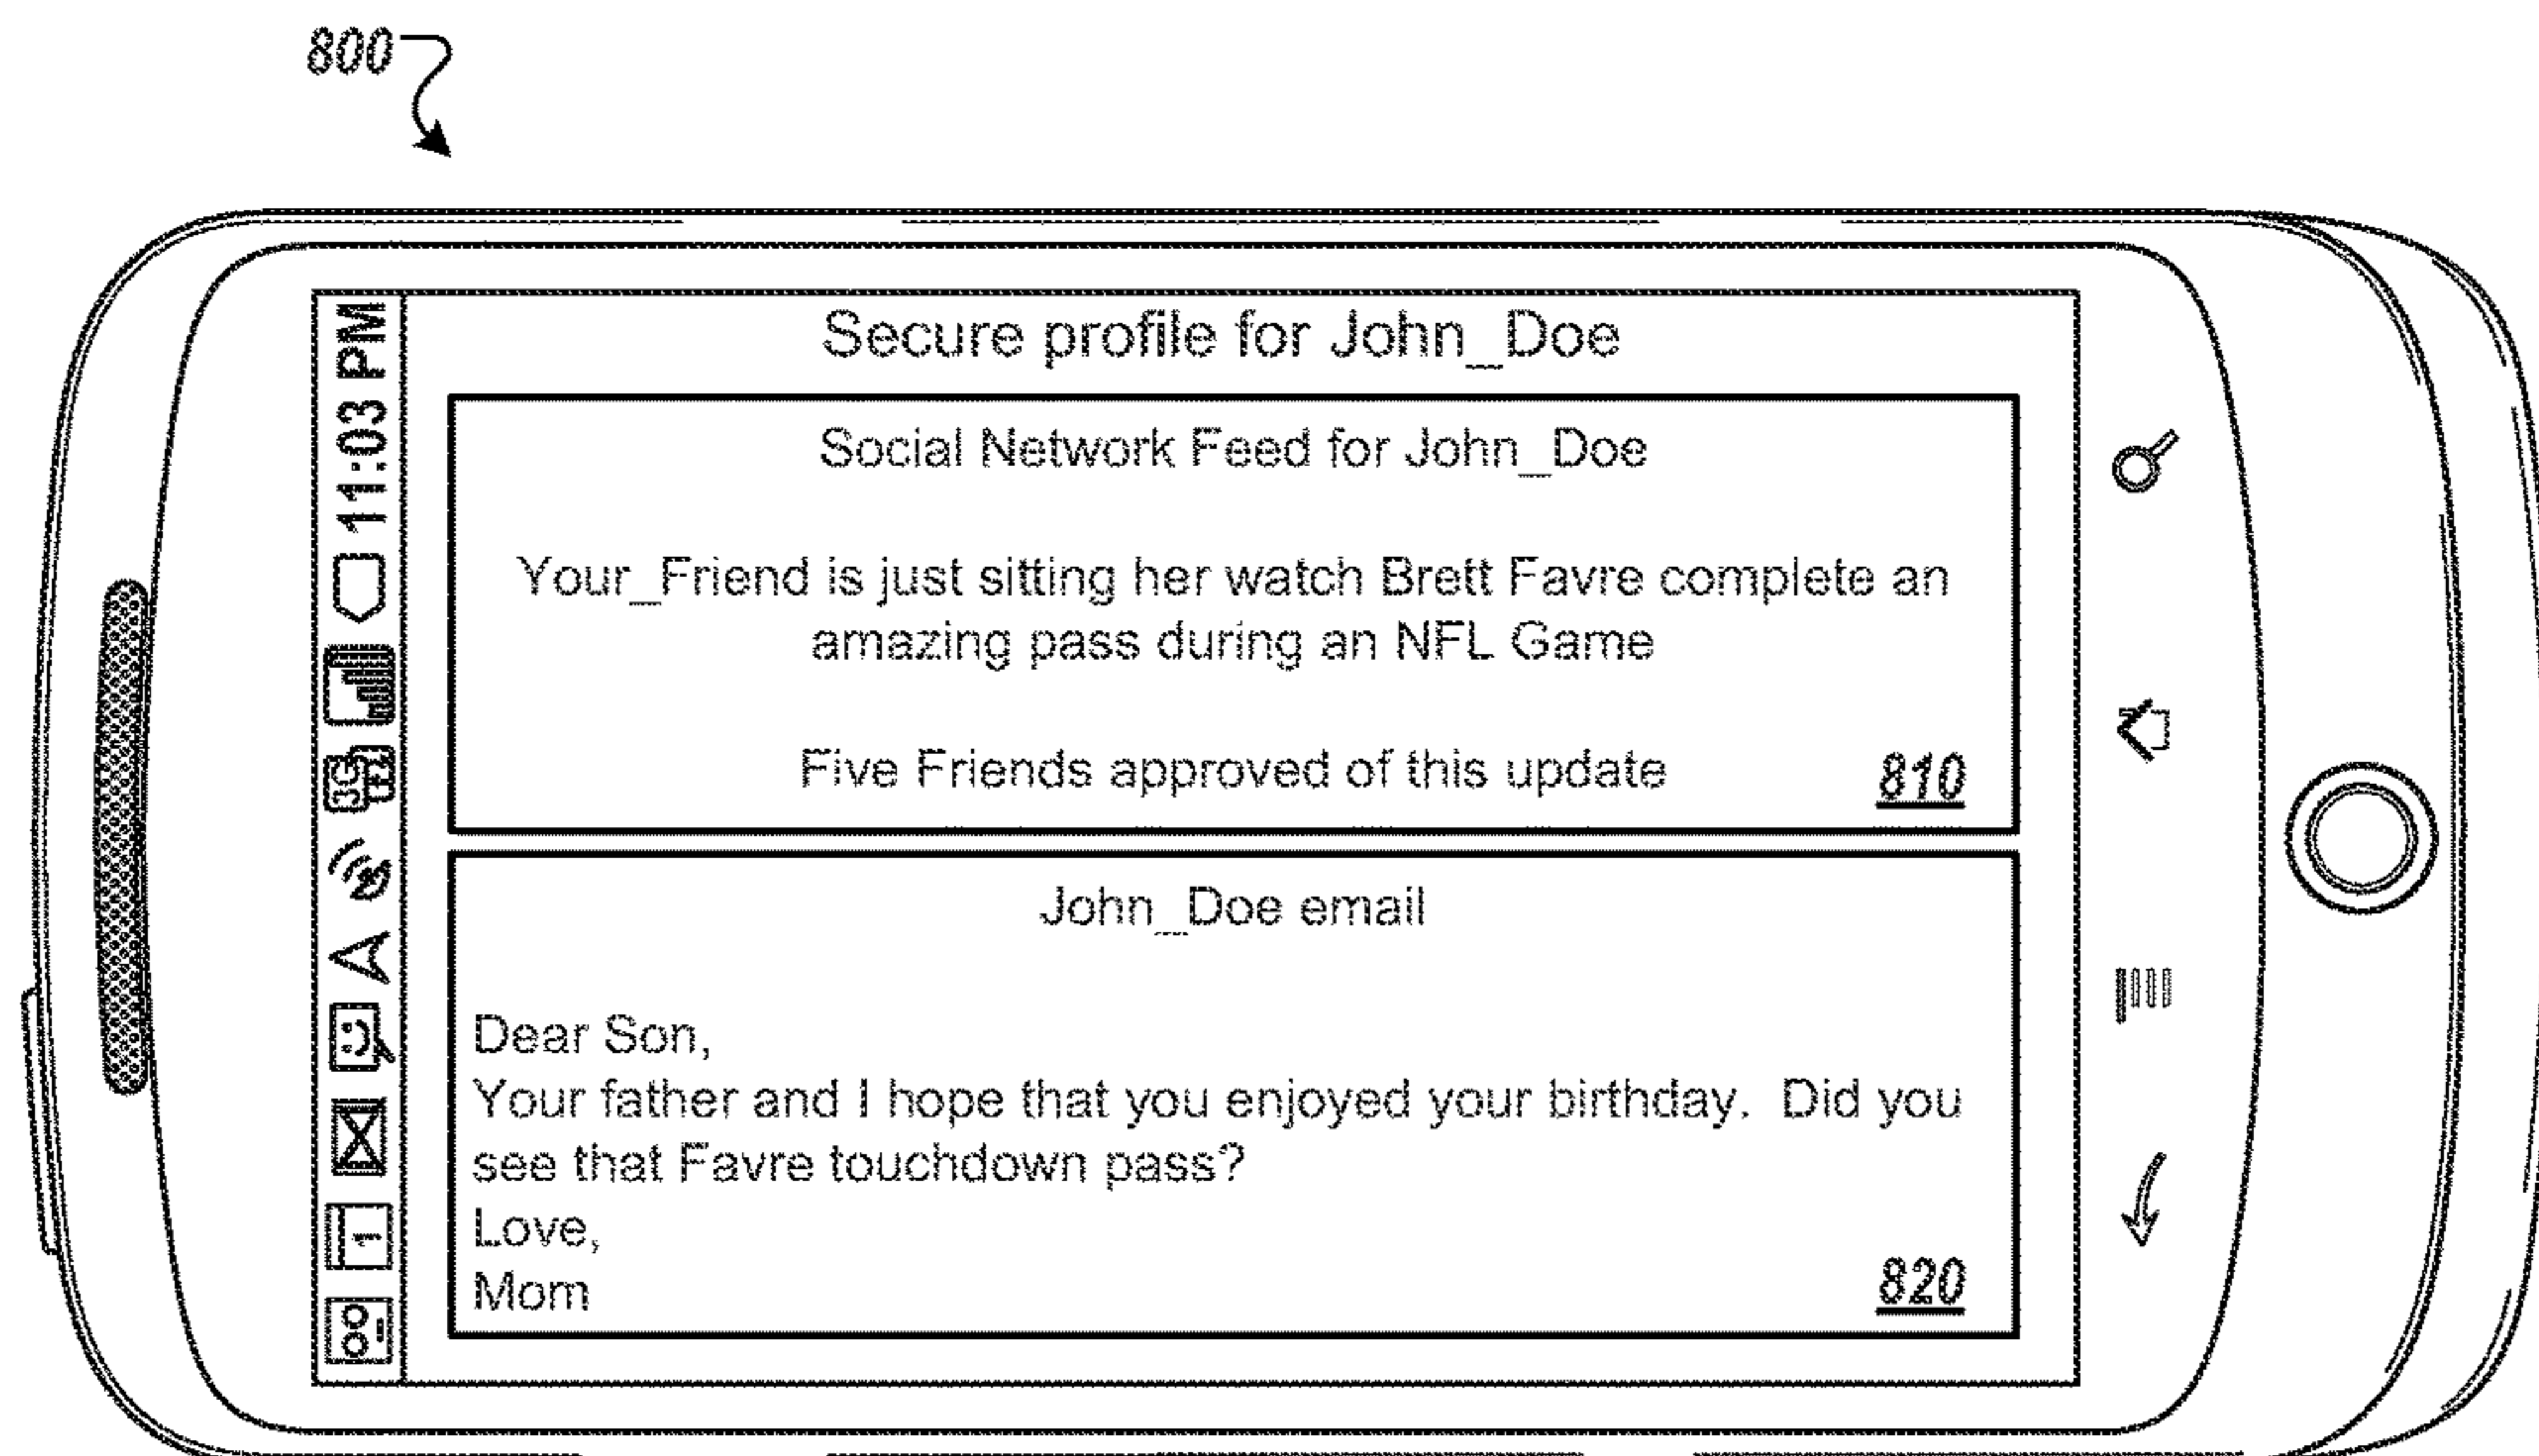 800
11:03 PM
3G
1
Secure profile for John_Doe
Social Network Feed for John_Doe
Your_Friend is just sitting her watch Brett Favre complete an
amazing pass during an NFL Game
Five Friends approved of this update
810
John_Doe email
Dear Son,
Your father and I hope that you enjoyed your birthday.  Did you
see that Favre touchdown pass?
Love,
Mom
820